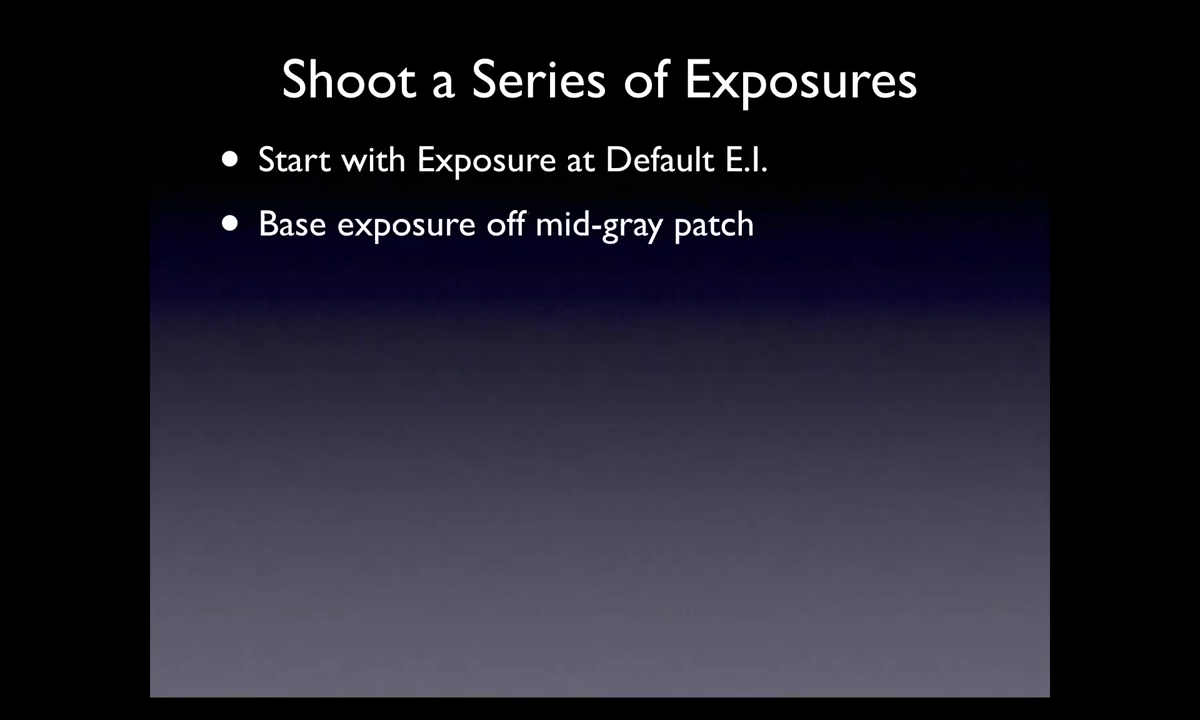 Shoot a Series of Exposures
• Start with Exposure at Default E.I.
• Base exposure off mid-gray patch